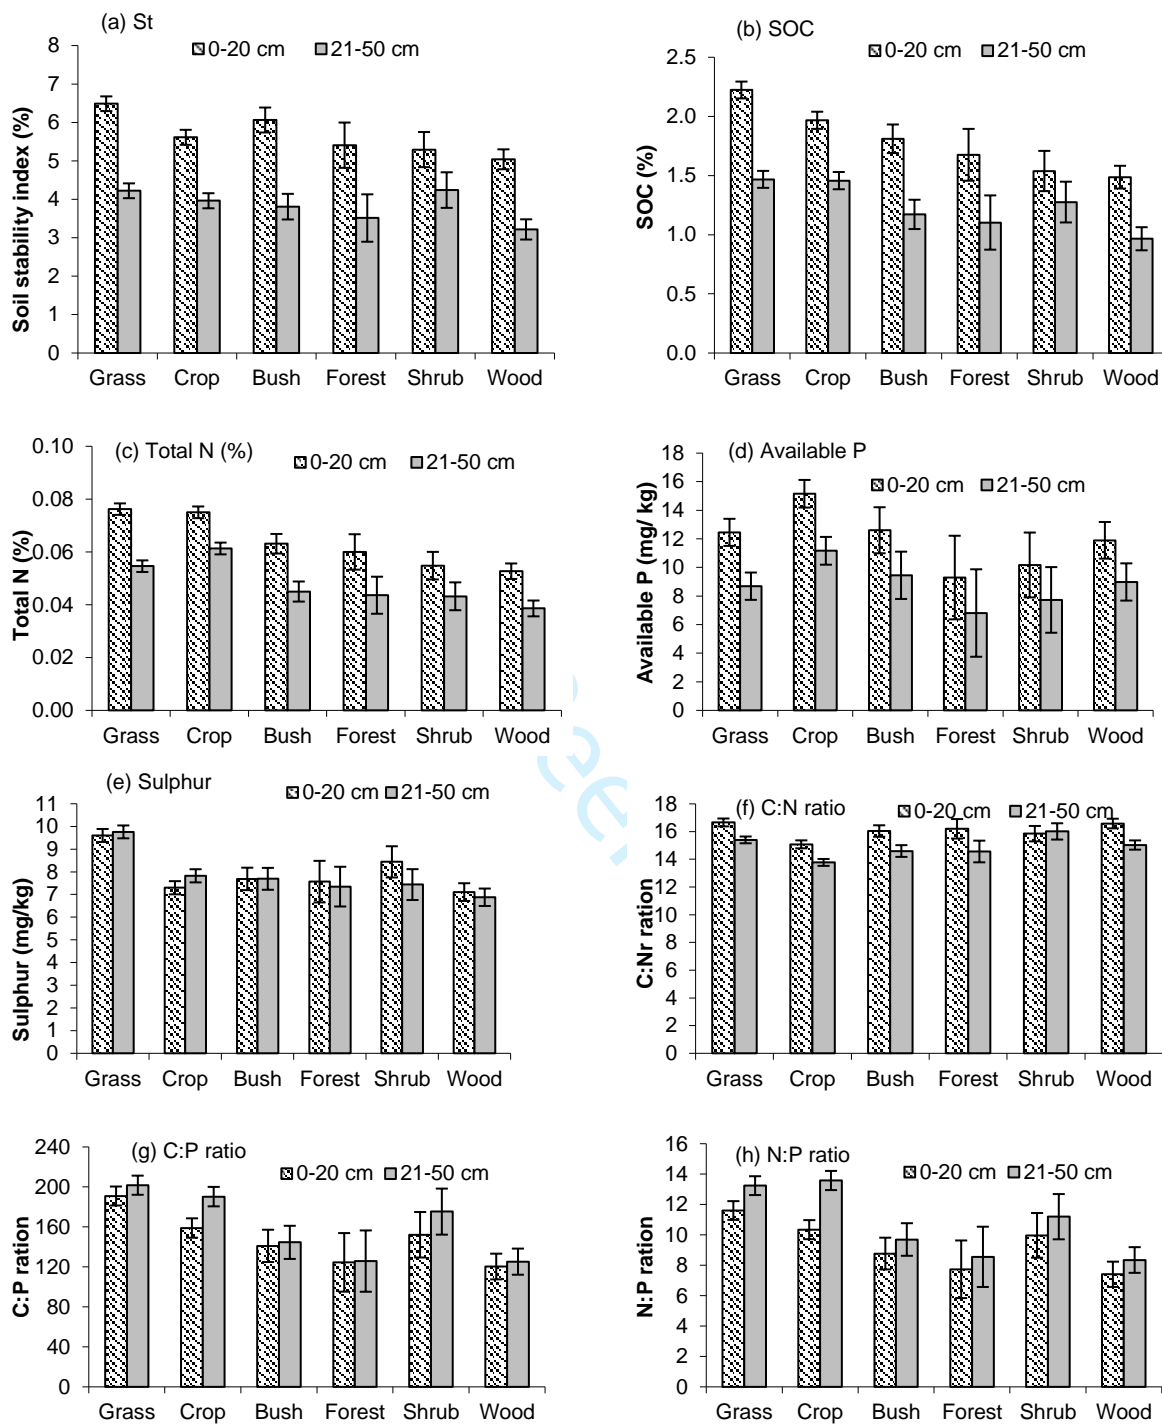 (a) St
0-20 cm 21-50 cm
Soil stability index (%)
8
7
6
5
4
3
2
1
0
Grass Crop Bush Forest Shrub Wood
(b) SOC
0-20 cm 21-50 cm
SOC (%)
2.5
2.0
1.5
1.0
0.5
0.0
Grass Crop Bush Forest Shrub Wood
(c) Total N (%)
0-20 cm 21-50 cm
Total N (%)
0.10
0.08
0.06
0.04
0.02
0.00
Grass Crop Bush Forest Shrub Wood
(d) Available P
0-20 cm 21-50 cm
Available P (mg/ kg)
18
16
14
12
10
8
6
4
2
0
Grass Crop Bush Forest Shrub Wood
(e) Sulphur
0-20 cm 21-50 cm
Sulphur (mg/kg)
11
10
9
8
7
6
5
4
3
2
1
0
Grass Crop Bush Forest Shrub Wood
(f) C:N ratio
0-20 cm 21-50 cm
C:Nr ration
18
16
14
12
10
8
6
4
2
0
Grass Crop Bush Forest Shrub Wood
(g) C:P ratio
0-20 cm 21-50 cm
C:P ration
240
200
160
120
80
40
0
Grass Crop Bush Forest Shrub Wood
(h) N:P ratio
0-20 cm 21-50 cm
N:P ration
16
14
12
10
8
6
4
2
0
Grass Crop Bush Forest Shrub Wood